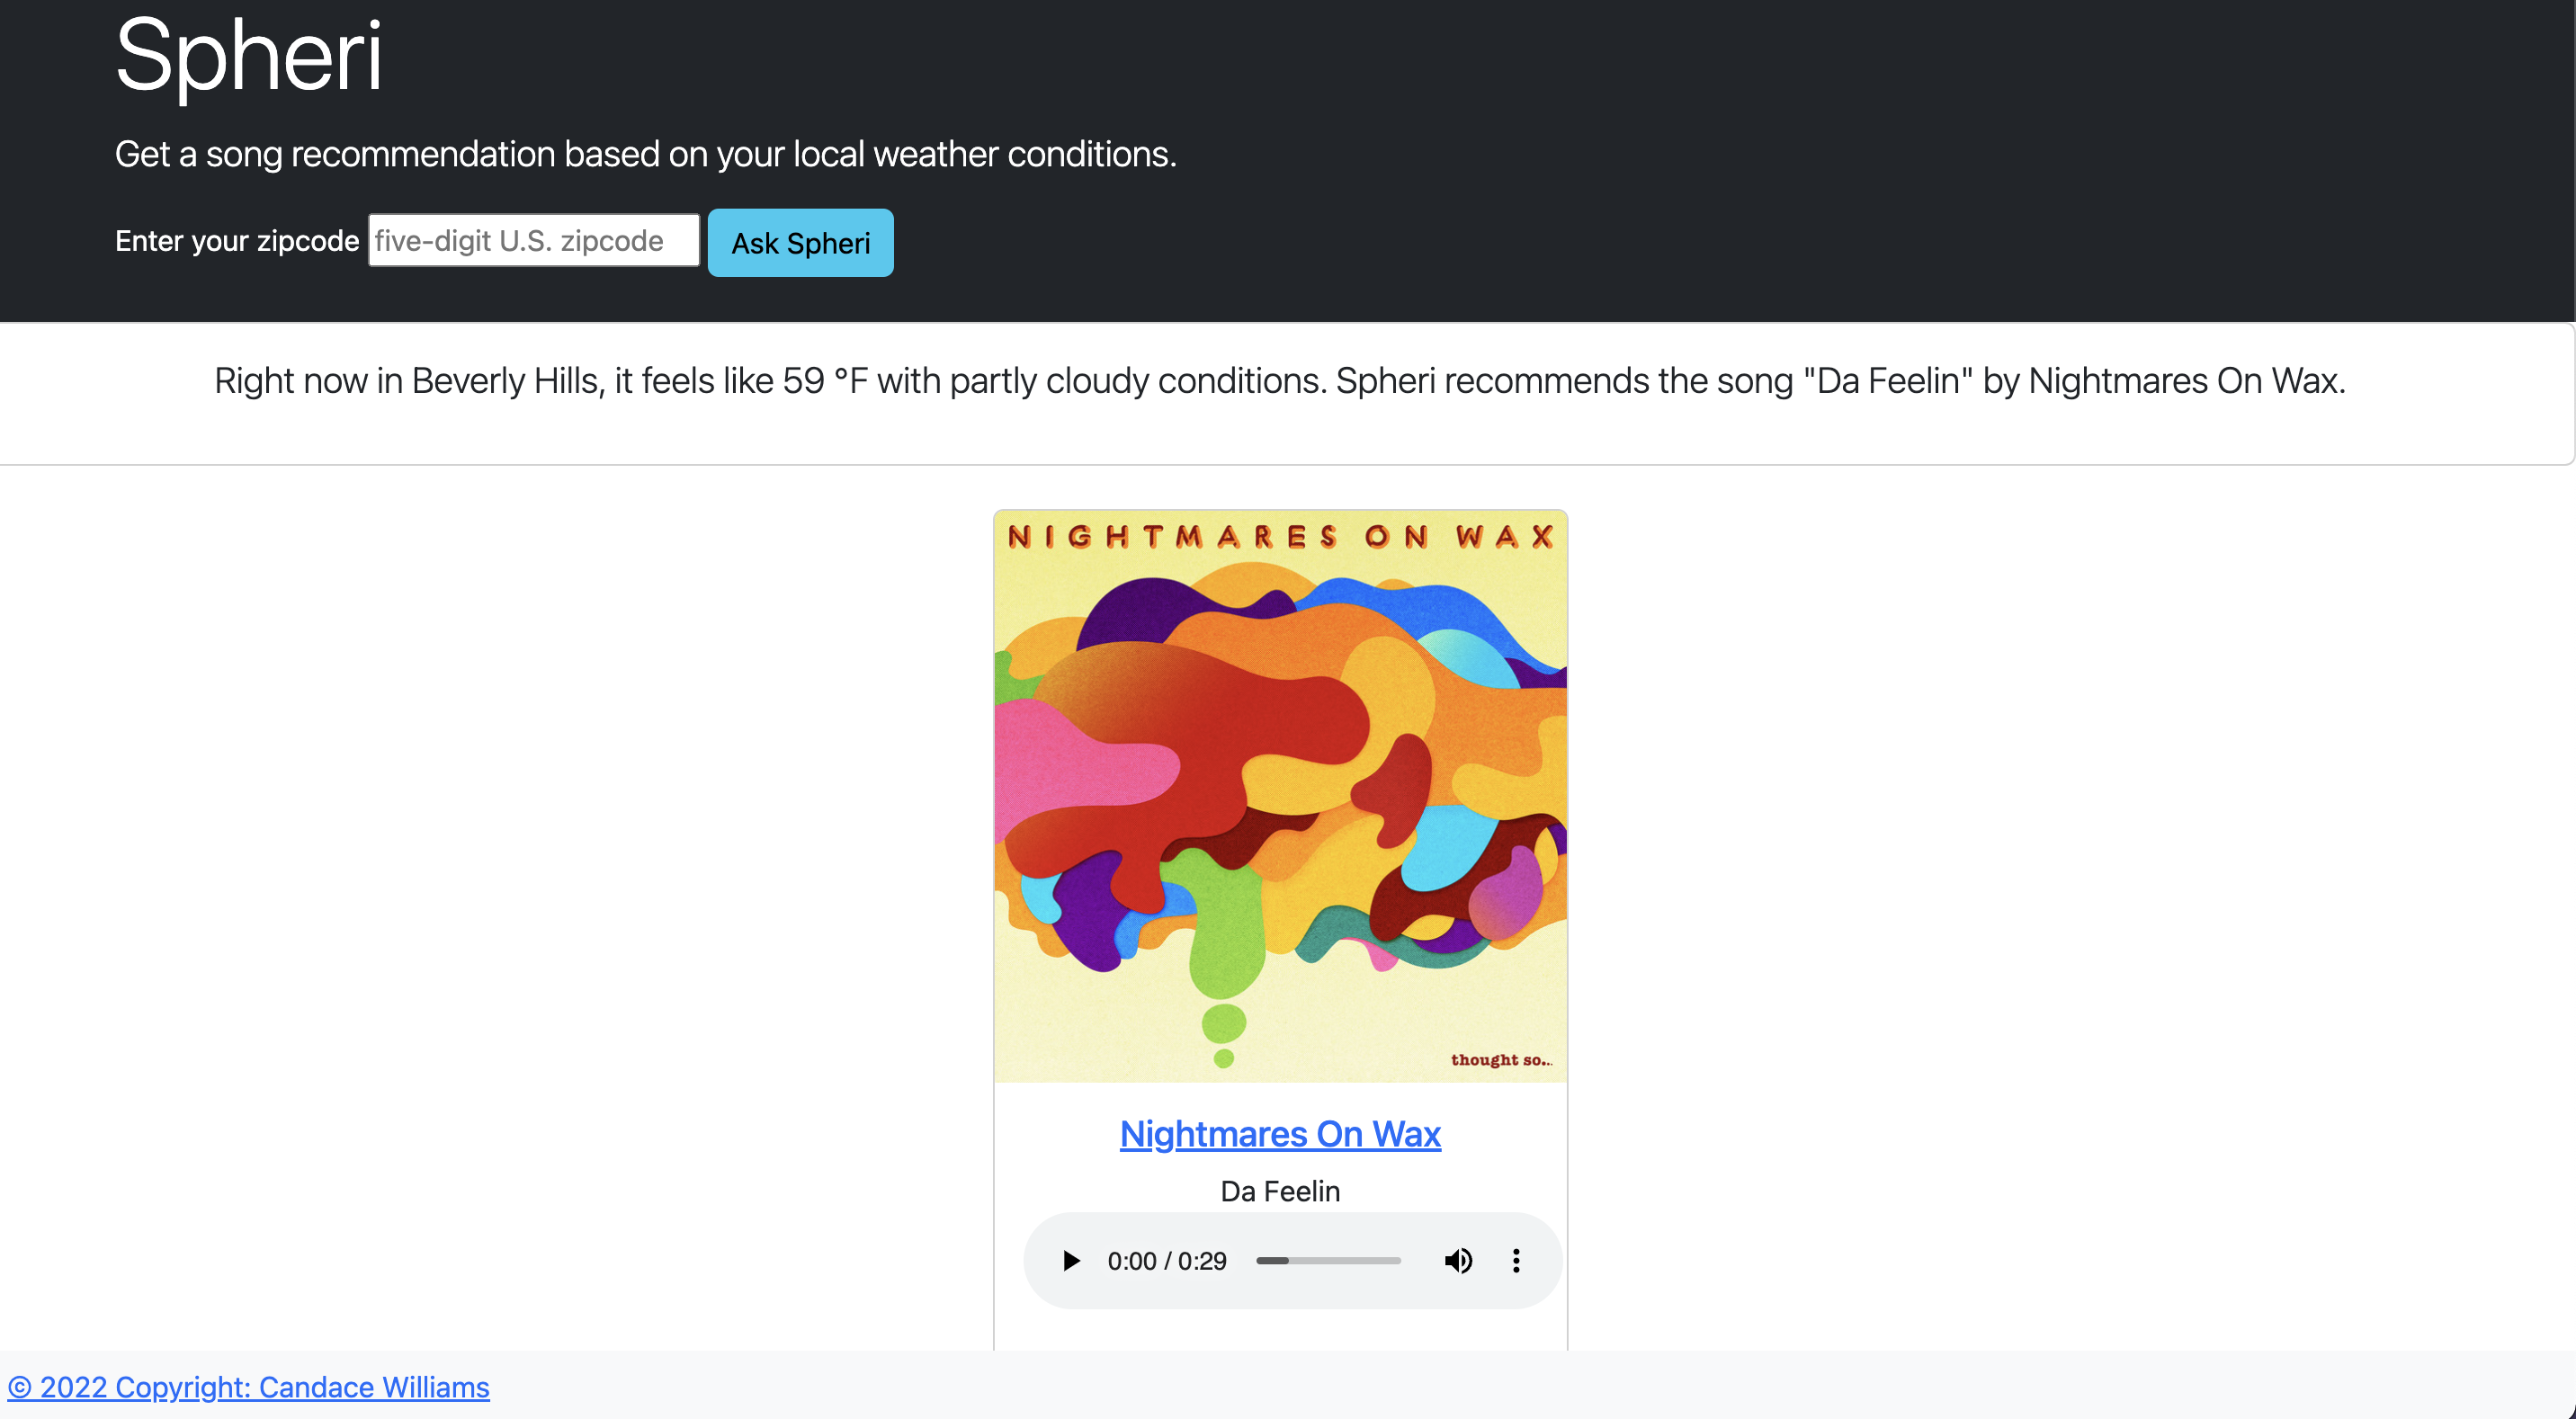 Spheri
Get a song recommendation based on your local weather conditions.
Enter your zipcode five-digit U.S. zipcode Ask Spheri
Right now in Beverly Hills, it feels like 59 °F with partly cloudy conditions. Spheri recommends the song "Da Feelin" by Nightmares On Wax.
NIGHTMARES ON WAX
thought so...
Nightmares On Wax
Da Feelin
0:00 / 0:29
© 2022 Copyright: Candace Williams